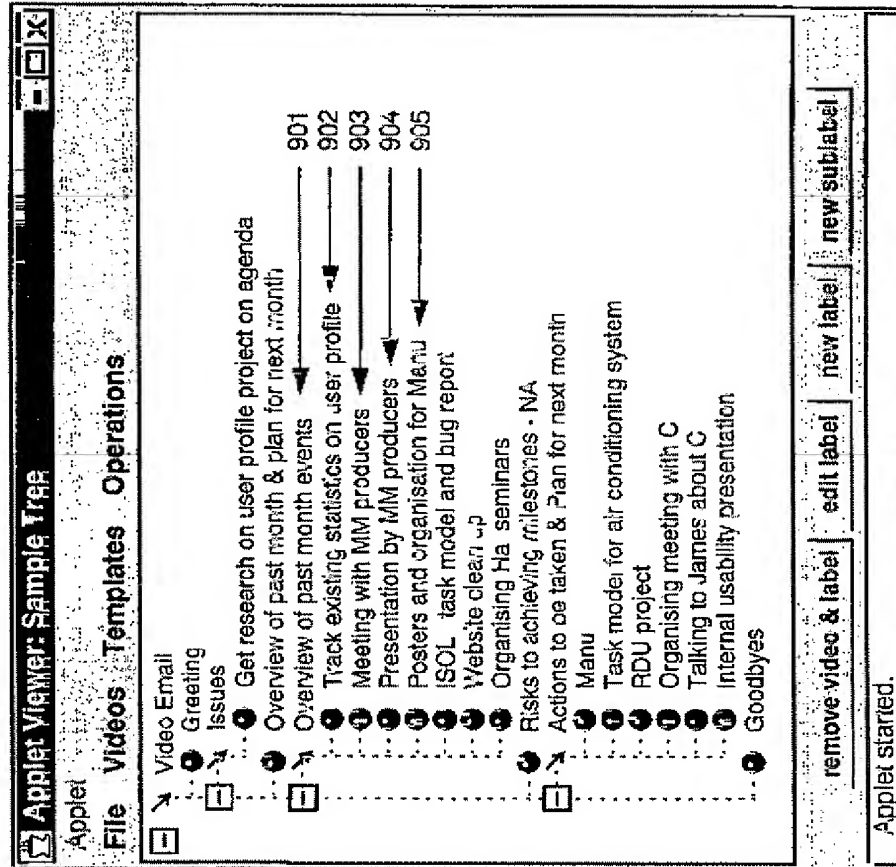 Applet Viewer: Sample Tree
Applet
File Videos Templates Operations
Video Email
Greeting
Issues
Get research on user profile project on agenda
Overview of past month & plan for next month
Overview of past month events 901
Track existing statistics on user profile 902
Meeting with MM producers 903
Presentation by MM producers 904
Posters and organisation for Manu 905
ISOL task model and bug report
Website clean up
Organising Ha seminars
Risks to achieving milestones - NA
Actions to be taken & Plan for next month
Manu
Task model for air conditioning system
RDU project
Organising meeting with C
Talking to James about C
Internal usability presentation
Goodbyes
remove video & label edit label new label new sublabel
Applet started.